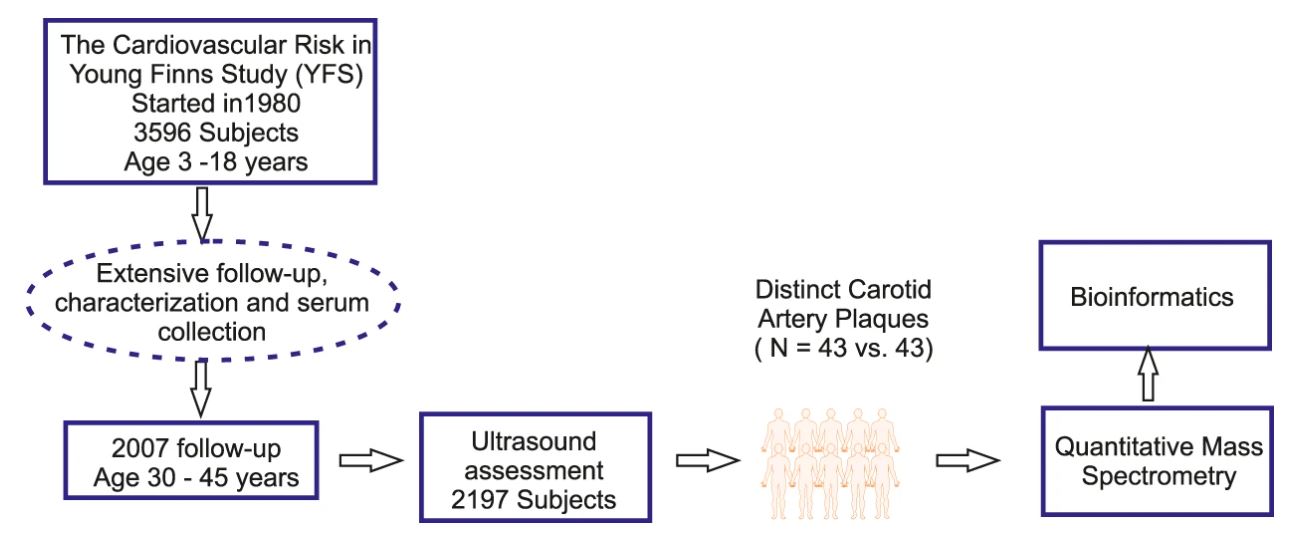 The Cardiovascular Risk in
Young Finns Study (YFS)
Started in1980
3596 Subjects
Age 3 -18 years
Extensive follow-up,
characterization and serum
collection
2007 follow-up
Age 30 - 45 years
Ultrasound
assessment
2197 Subjects
Distinct Carotid
Artery Plaques
( N = 43 vs. 43)
Quantitative Mass
Spectrometry
Bioinformatics